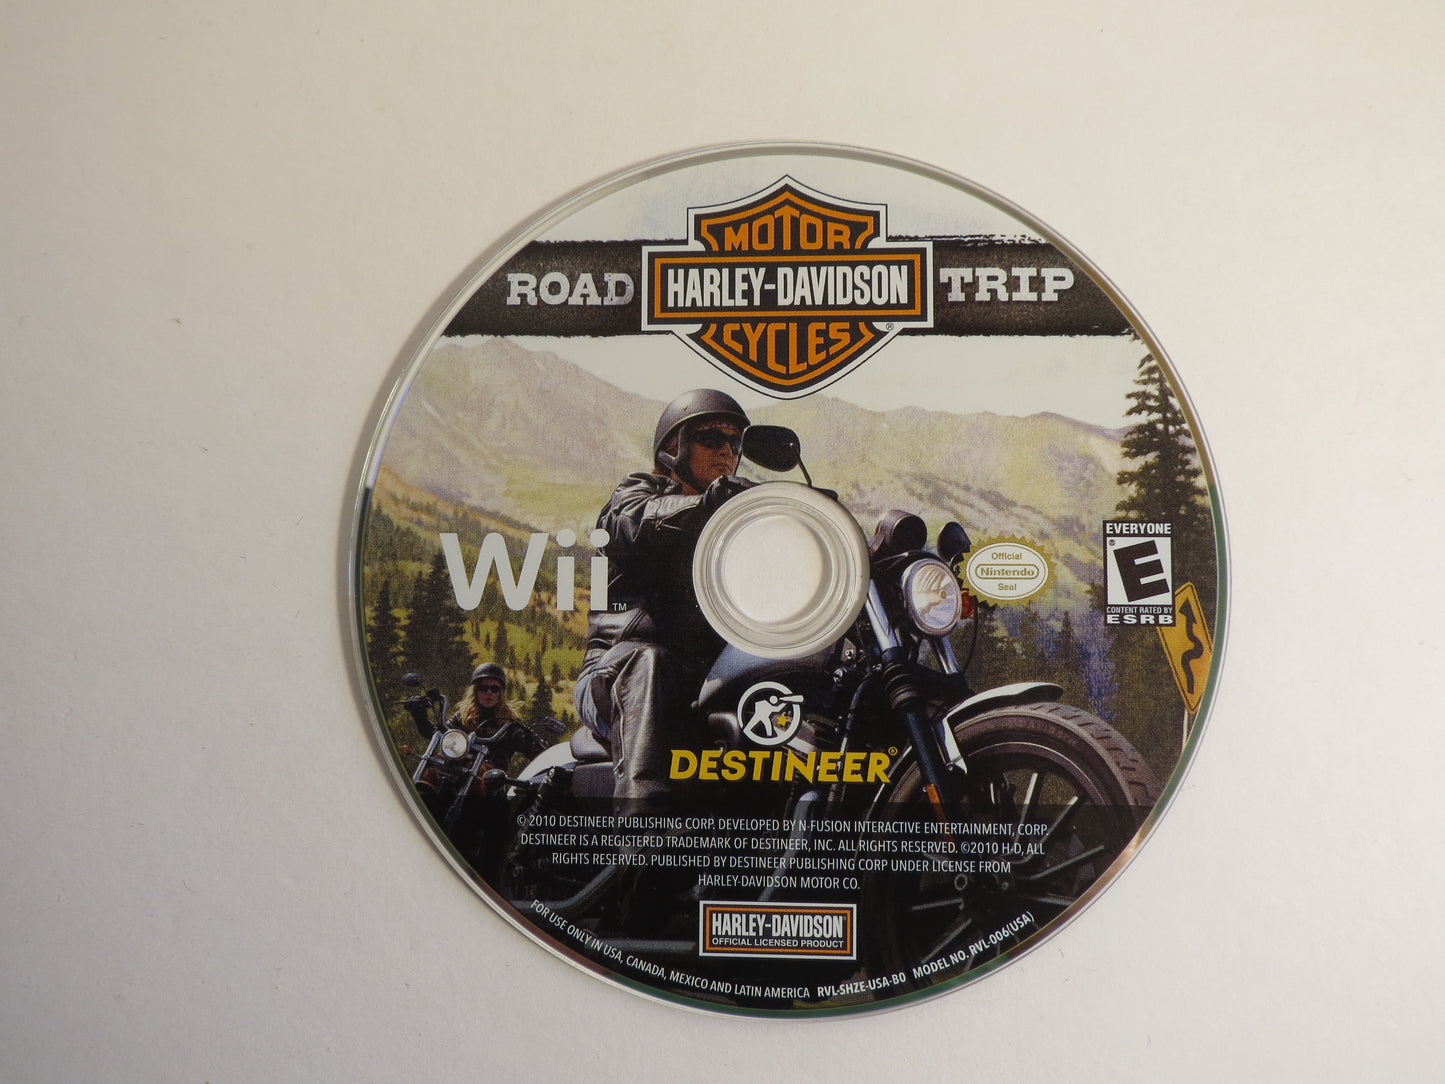 MOTOR
ROAD HARLEY-DAVIDSON TRIP
CYCLES ®
EVERYONE
E ®
CONTENT RATED BY
ESRB
Wii ™
Official
Nintendo
Seal
DESTINEER ®
© 2010 DESTINEER PUBLISHING CORP. DEVELOPED BY N-FUSION INTERACTIVE ENTERTAINMENT, CORP.
DESTINEER IS A REGISTERED TRADEMARK OF DESTINEER, INC. ALL RIGHTS RESERVED. ©2010 H-D, ALL
RIGHTS RESERVED. PUBLISHED BY DESTINEER PUBLISHING CORP UNDER LICENSE FROM
HARLEY-DAVIDSON MOTOR CO.
HARLEY-DAVIDSON
OFFICIAL LICENSED PRODUCT
FOR USE ONLY IN USA, CANADA, MEXICO AND LATIN AMERICA RVL-SHZE-USA-B0 MODEL NO. RVL-006(USA)